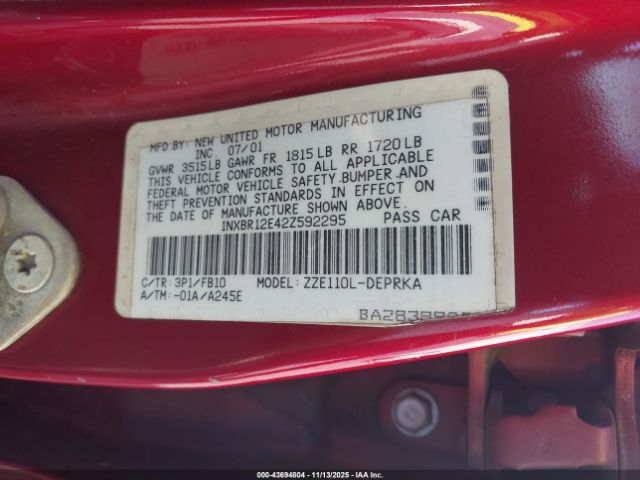 MFD BY: NEW UNITED MOTOR MANUFACTURING
INC. 07/01
GVWR 3515LB GAWR FR 1815LB RR 1720LB
THIS VEHICLE CONFORMS TO ALL APPLICABLE
FEDERAL MOTOR VEHICLE SAFETY,BUMPER,AND
THEFT PREVENTION STANDARDS IN EFFECT ON
THE DATE OF MANUFACTURE SHOWN ABOVE.
1NXBR12E42Z592295 PASS CAR
C/TR: 3P1/FB10 MODEL: ZZE110L-DEPRKA
A/TM: -01A/A245E
000-43694804 | 11/13/2025 | IAA Inc.